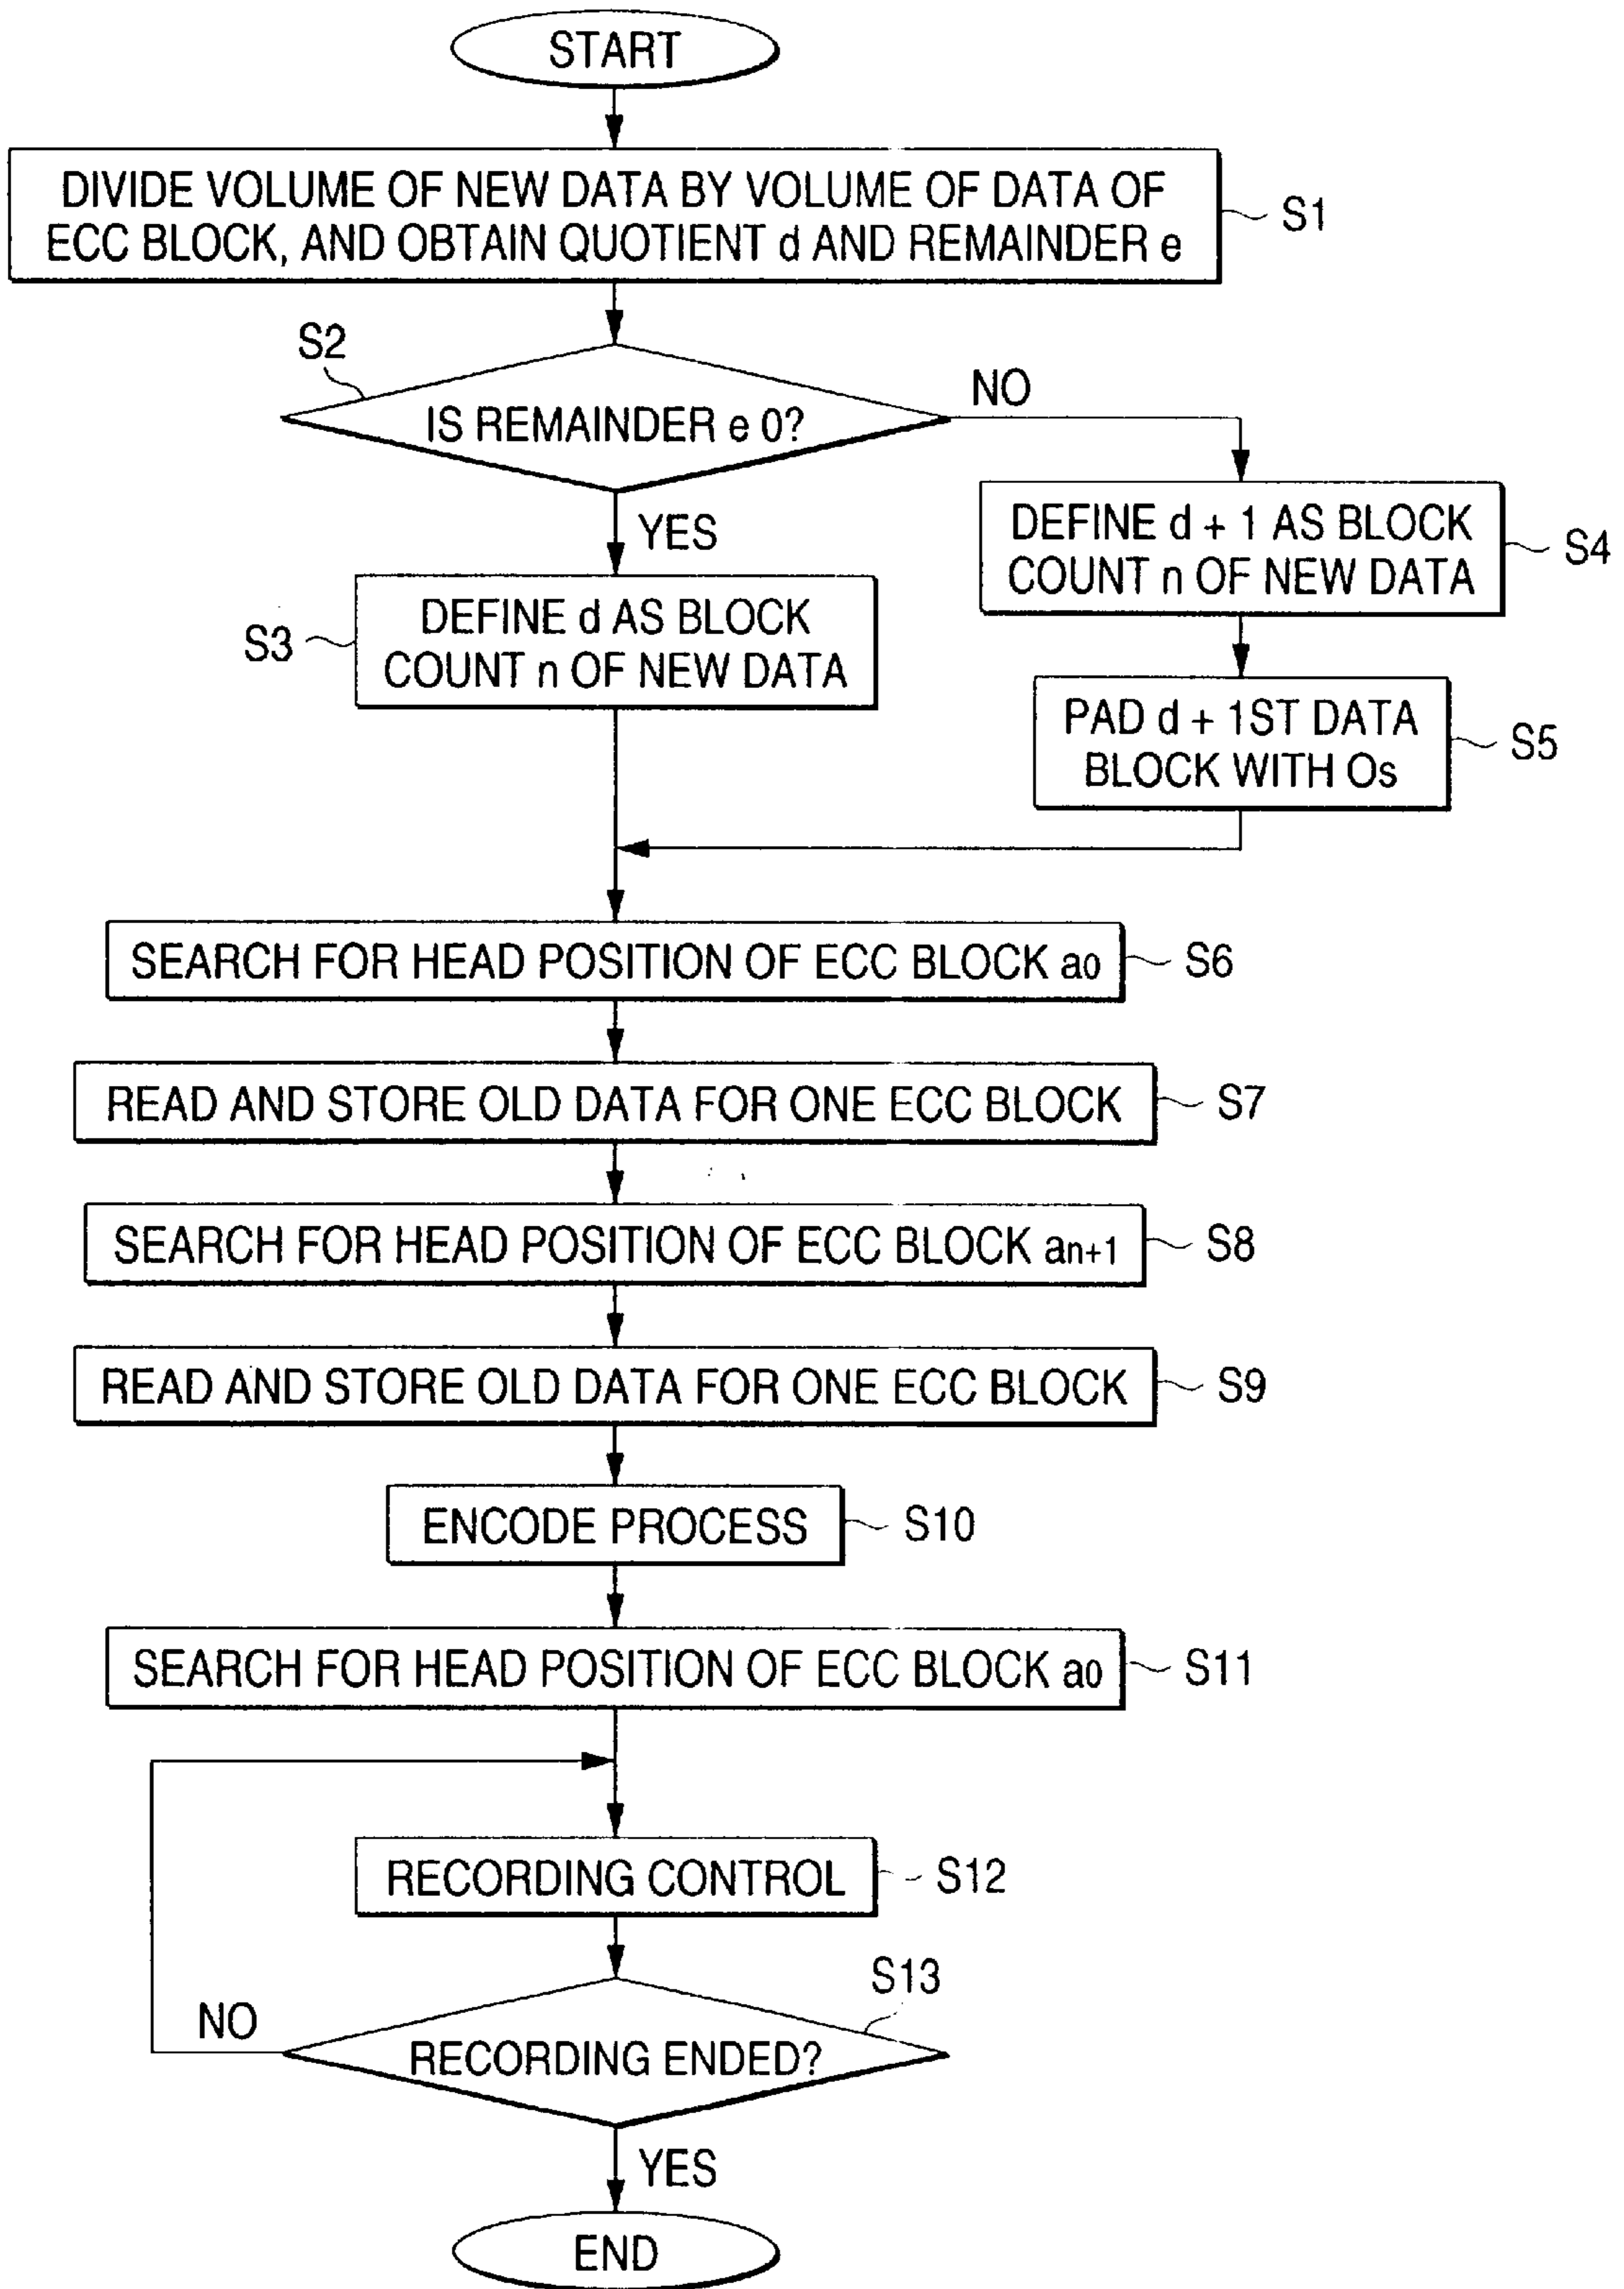 START
DIVIDE VOLUME OF NEW DATA BY VOLUME OF DATA OF
ECC BLOCK, AND OBTAIN QUOTIENT d AND REMAINDER e
S1
S2
IS REMAINDER e 0?
NO
YES
DEFINE d + 1 AS BLOCK
COUNT n OF NEW DATA
S4
S3
DEFINE d AS BLOCK
COUNT n OF NEW DATA
PAD d + 1ST DATA
BLOCK WITH Os
S5
SEARCH FOR HEAD POSITION OF ECC BLOCK a0
S6
READ AND STORE OLD DATA FOR ONE ECC BLOCK
S7
SEARCH FOR HEAD POSITION OF ECC BLOCK an+1
S8
READ AND STORE OLD DATA FOR ONE ECC BLOCK
S9
ENCODE PROCESS
S10
SEARCH FOR HEAD POSITION OF ECC BLOCK a0
S11
RECORDING CONTROL
S12
S13
NO
RECORDING ENDED?
YES
END